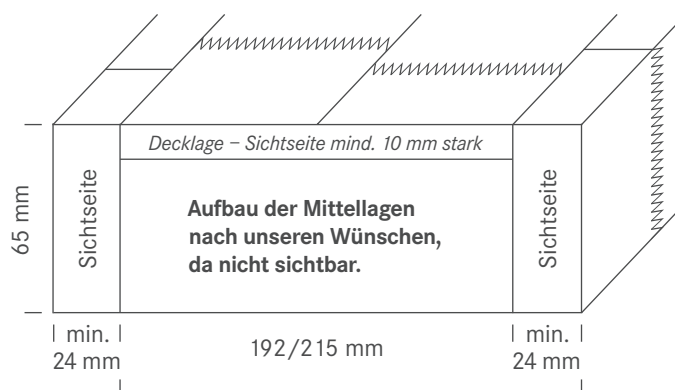 Decklage – Sichtseite mind. 10 mm stark
65 mm
Sichtseite
Aufbau der Mittellagen
nach unseren Wünschen,
da nicht sichtbar.
Sichtseite
min.
24 mm
192/215 mm
min.
24 mm